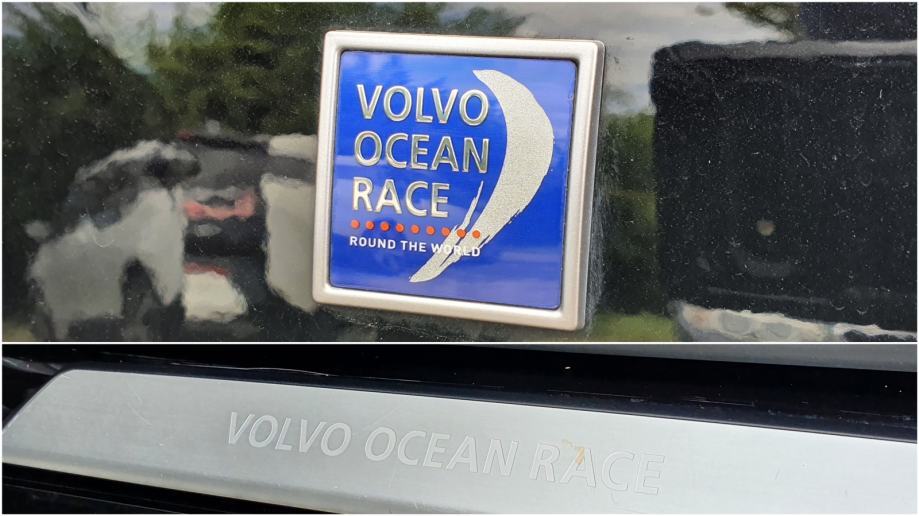 VOLVO
OCEAN
RACE
ROUND THE WORLD
VOLVO OCEAN RACE